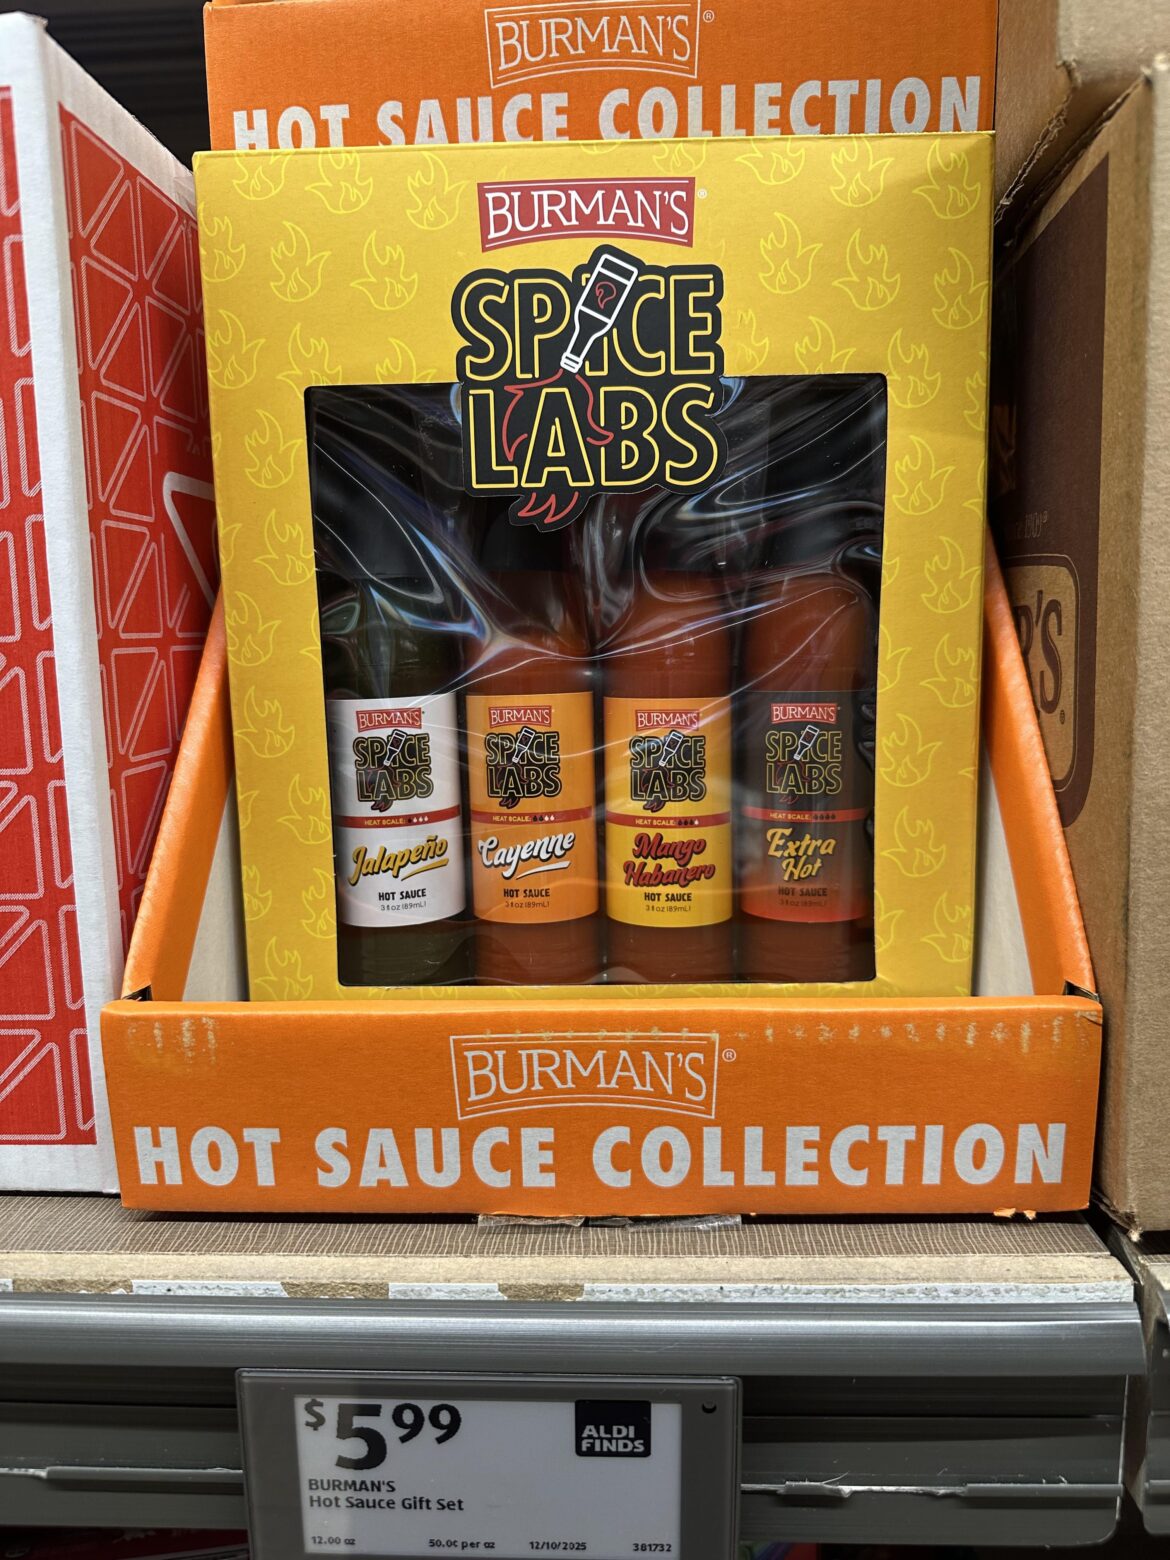 BURMAN'S®
HOT SAUCE COLLECTION
BURMAN'S®
SPICE
LABS
BURMAN'S
SPICE
LABS
HEAT SCALE:
Jalapeño
HOT SAUCE
3 fl oz (89mL)
BURMAN'S
SPICE
LABS
HEAT SCALE:
Cayenne
HOT SAUCE
3 fl oz (89mL)
BURMAN'S
SPICE
LABS
HEAT SCALE:
Mango
Habanero
HOT SAUCE
3 fl oz (89mL)
BURMAN'S
SPICE
LABS
HEAT SCALE:
Extra
Hot
HOT SAUCE
3 fl oz (89mL)
BURMAN'S®
HOT SAUCE COLLECTION
$5.99
ALDI
FINDS
BURMAN'S
Hot Sauce Gift Set
12.00 oz 50.0¢ per oz 12/10/2025 381732